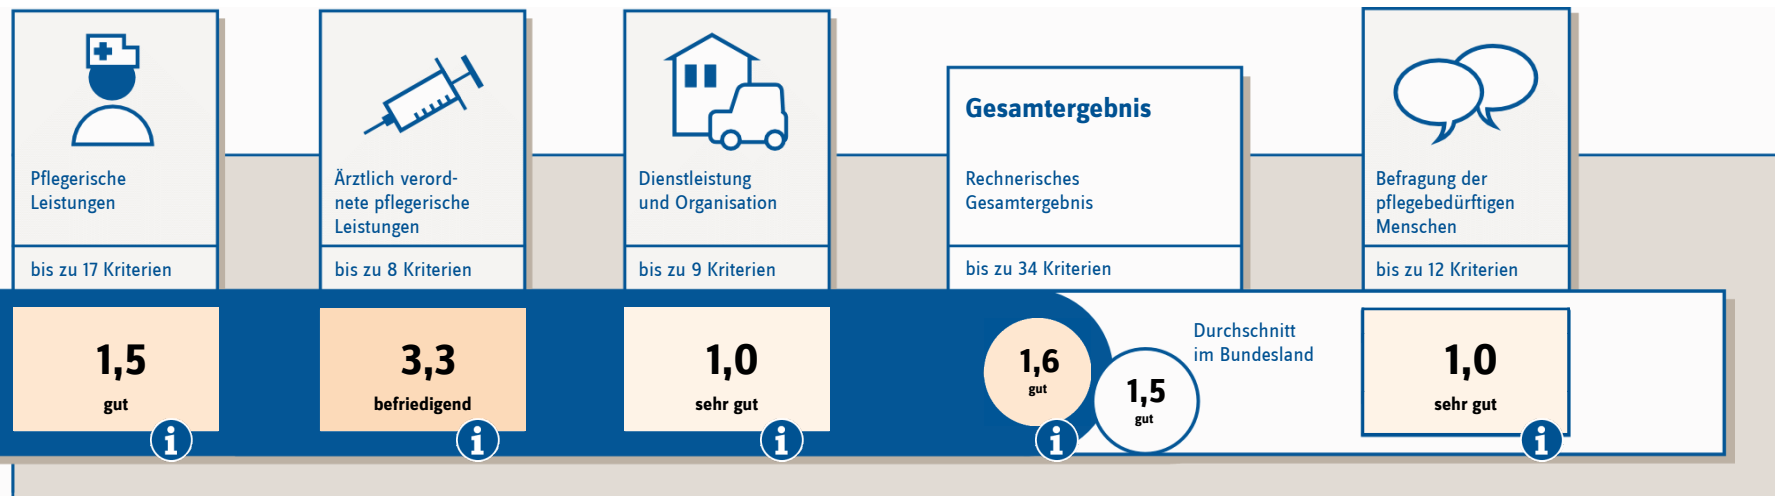 Pflegerische
Leistungen
bis zu 17 Kriterien
1,5
gut
i
Ärztlich verord-
nete pflegerische
Leistungen
bis zu 8 Kriterien
3,3
befriedigend
i
Dienstleistung
und Organisation
bis zu 9 Kriterien
1,0
sehr gut
i
Gesamtergebnis
Rechnerisches
Gesamtergebnis
bis zu 34 Kriterien
1,6
gut
i
1,5
gut
Durchschnitt
im Bundesland
Befragung der
pflegebedürftigen
Menschen
bis zu 12 Kriterien
1,0
sehr gut
i